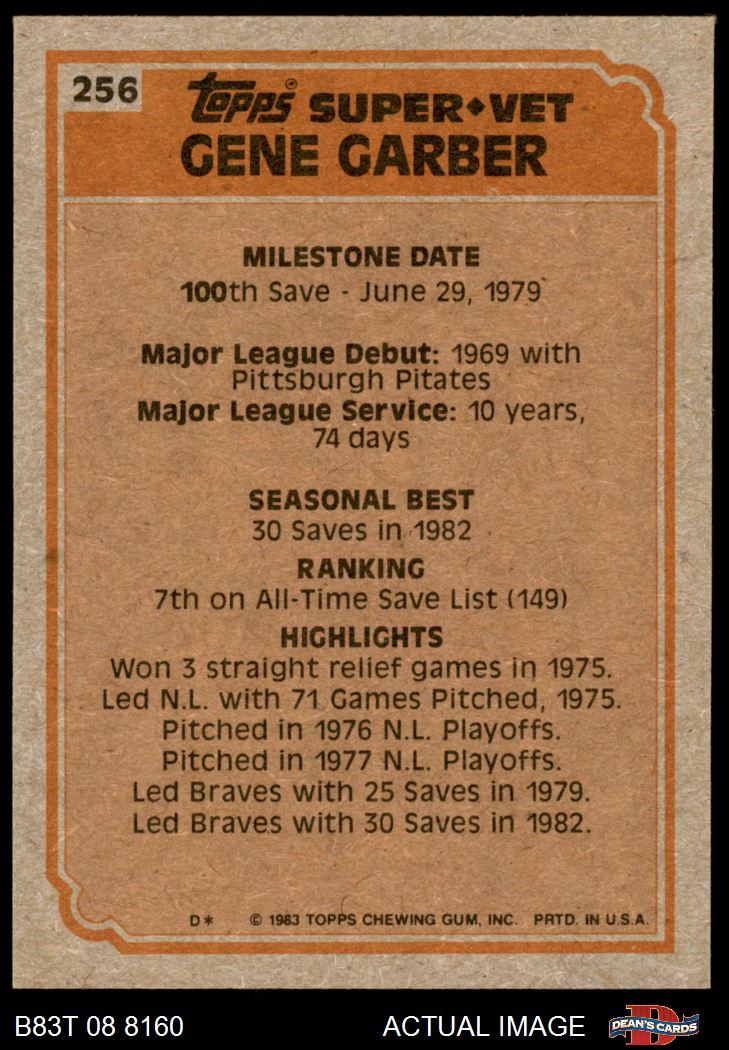 256
Topps® SUPER♦VET
GENE GARBER
MILESTONE DATE
100th Save - June 29, 1979
Major League Debut: 1969 with
Pittsburgh Pitates
Major League Service: 10 years,
74 days
SEASONAL BEST
30 Saves in 1982
RANKING
7th on All-Time Save List (149)
HIGHLIGHTS
Won 3 straight relief games in 1975.
Led N.L. with 71 Games Pitched, 1975.
Pitched in 1976 N.L. Playoffs.
Pitched in 1977 N.L. Playoffs.
Led Braves with 25 Saves in 1979.
Led Braves with 30 Saves in 1982.
D* © 1983 TOPPS CHEWING GUM, INC. PRTD. IN U.S.A.
B83T 08 8160 ACTUAL IMAGE D DEAN'S CARDS